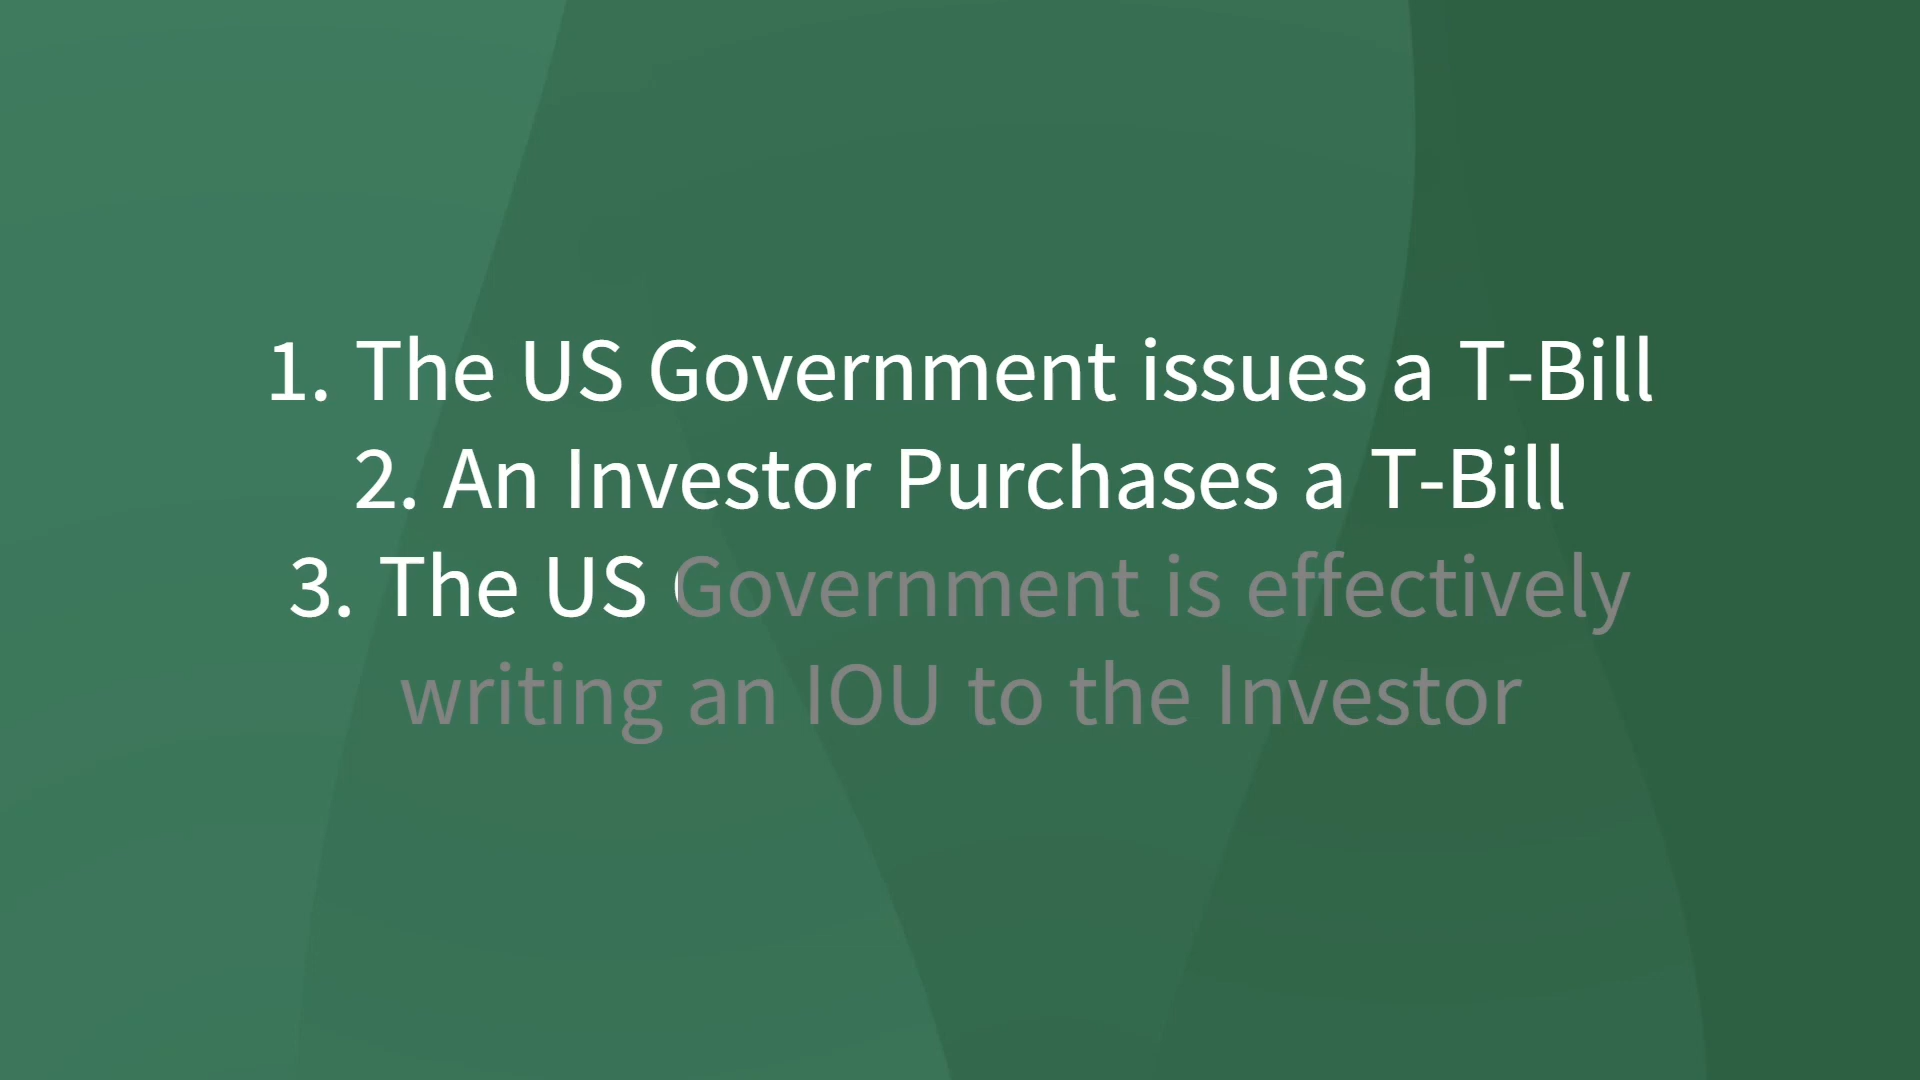 1. The US Government issues a T-Bill
2. An Investor Purchases a T-Bill
3. The US Government is effectively
writing an IOU to the Investor